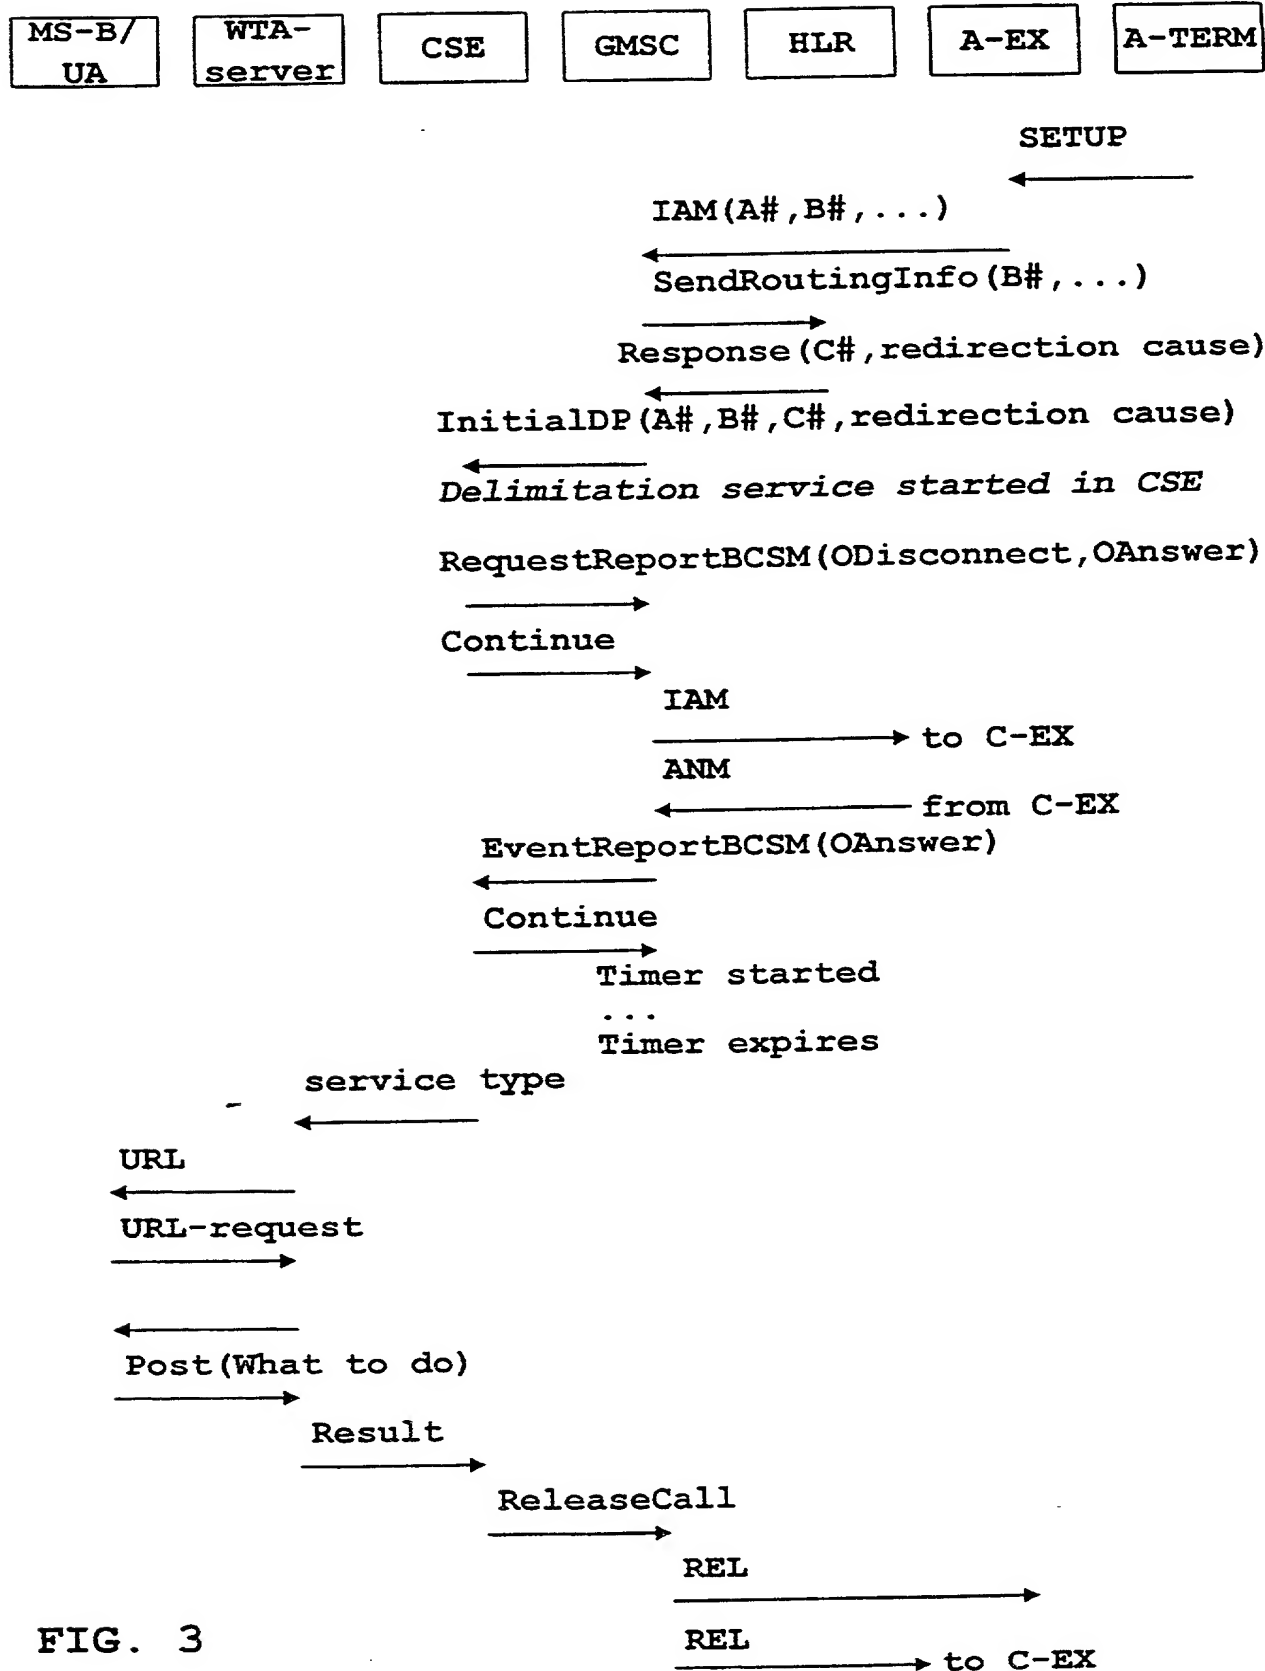 MS-B/ UA
WTA- server
CSE
GMSC
HLR
A-EX
A-TERM
SETUP
IAM(A#,B#,...)
SendRoutingInfo(B#,...)
Response(C#,redirection cause)
InitialDP(A#,B#,C#,redirection cause)
Delimitation service started in CSE
RequestReportBCSM(ODisconnect,OAnswer)
Continue
IAM
to C-EX
ANM
from C-EX
EventReportBCSM(OAnswer)
Continue
Timer started
...
Timer expires
service type
URL
URL-request
Post(What to do)
Result
ReleaseCall
REL
REL
to C-EX
FIG. 3